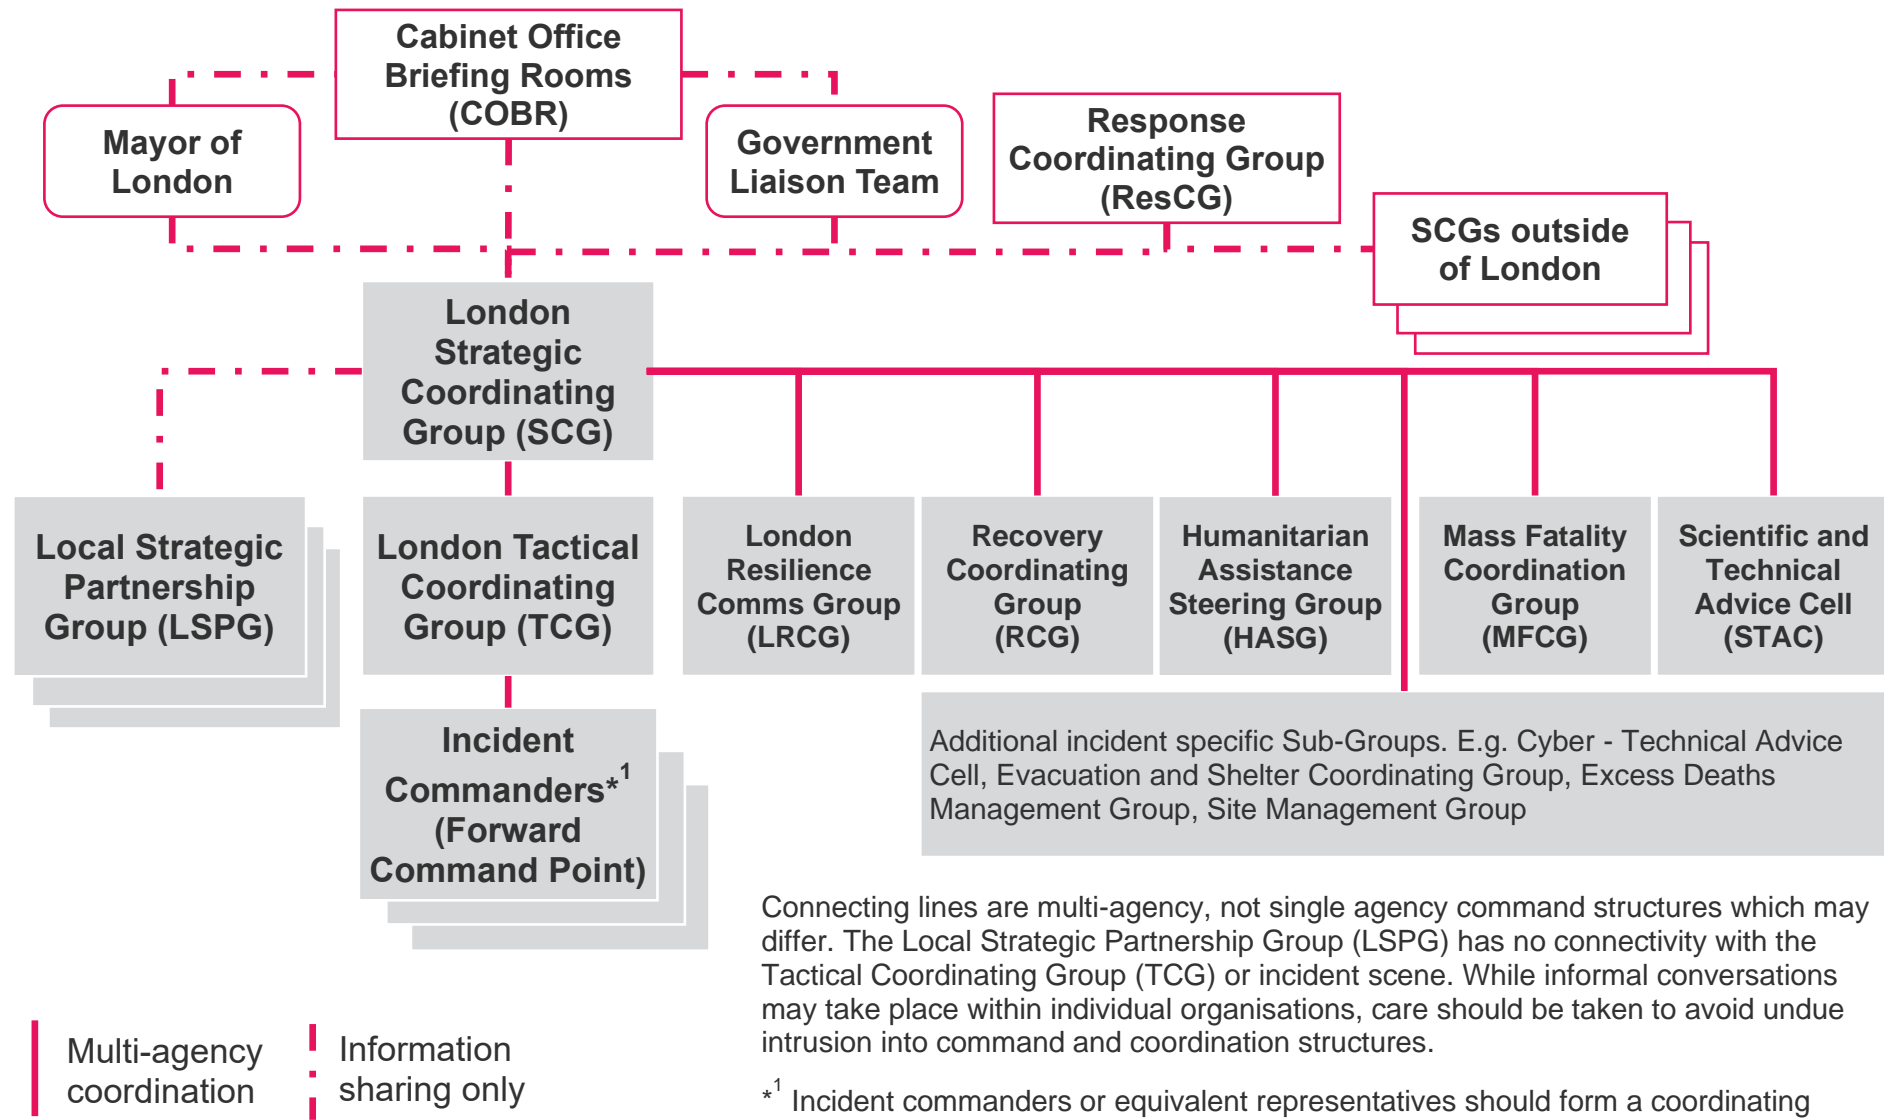 Cabinet Office
Briefing Rooms
(COBR)
Mayor of
London
Government
Liaison Team
Response
Coordinating Group
(ResCG)
SCGs outside
of London
London
Strategic
Coordinating
Group (SCG)
Local Strategic
Partnership
Group (LSPG)
London Tactical
Coordinating
Group (TCG)
London
Resilience
Comms Group
(LRCG)
Recovery
Coordinating
Group
(RCG)
Humanitarian
Assistance
Steering Group
(HASG)
Mass Fatality
Coordination
Group
(MFCG)
Scientific and
Technical
Advice Cell
(STAC)
Incident
Commanders*1
(Forward
Command Point)
Additional incident specific Sub-Groups. E.g. Cyber - Technical Advice
Cell, Evacuation and Shelter Coordinating Group, Excess Deaths
Management Group, Site Management Group
Connecting lines are multi-agency, not single agency command structures which may
differ. The Local Strategic Partnership Group (LSPG) has no connectivity with the
Tactical Coordinating Group (TCG) or incident scene. While informal conversations
may take place within individual organisations, care should be taken to avoid undue
intrusion into command and coordination structures.
*1 Incident commanders or equivalent representatives should form a coordinating
Multi-agency
coordination
Information
sharing only